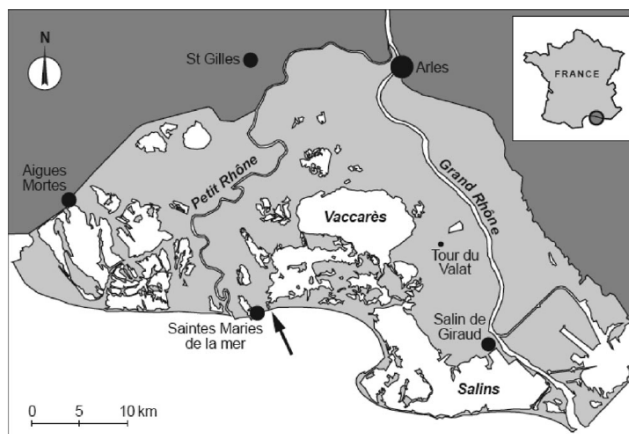 N
St Gilles
Arles
FRANCE
Aigues
Mortes
Petit Rhône
Grand Rhône
Vaccarès
Tour du
Valat
Saintes Maries
de la mer
Salin de
Giraud
Salins
0 5 10 km